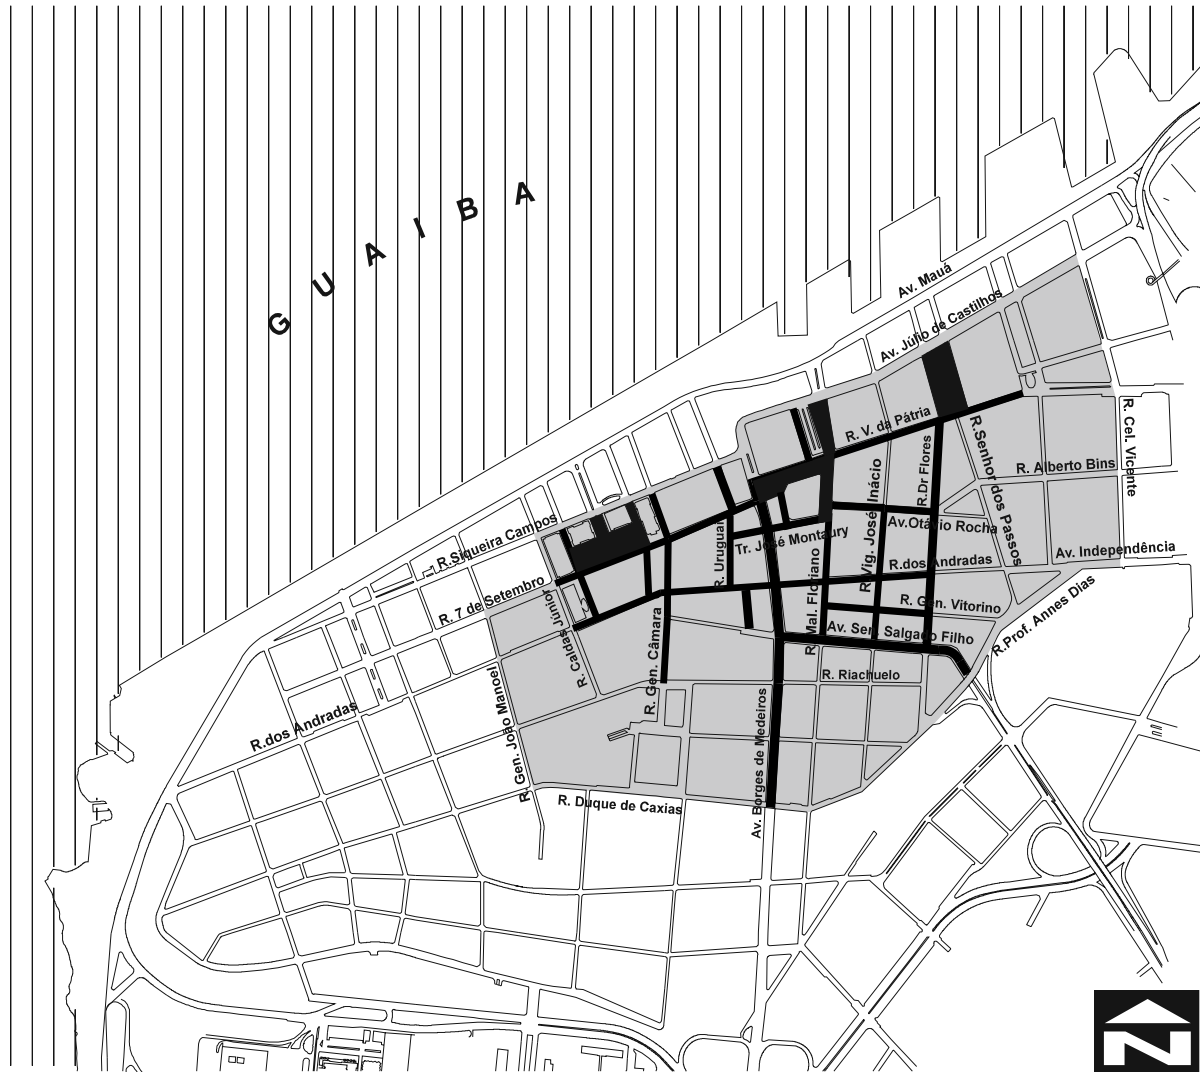 GUAIBA
Av. Mauá
Av. Júlio de Castilhos
R. V. da Pátria
R. Cel. Vicente
R.Senhor dos Passos
R. Alberto Bins
R.Dr Flores
R. Vig. José Inácio
R.Siqueira Campos
Av.Otávio Rocha
Tr. José Montaury
R. Uruguai
Av. Independência
R.dos Andradas
R. 7 de Setembro
R. Caldas Júnior
R. Mal. Floriano
R. Gen. Vitorino
R.Prof. Annes Dias
Av. Sen. Salgado Filho
R. Gen. Câmara
R. Riachuelo
R. Gen. João Manoel
R.dos Andradas
Av. Borges de Medeiros
R. Duque de Caxias
N